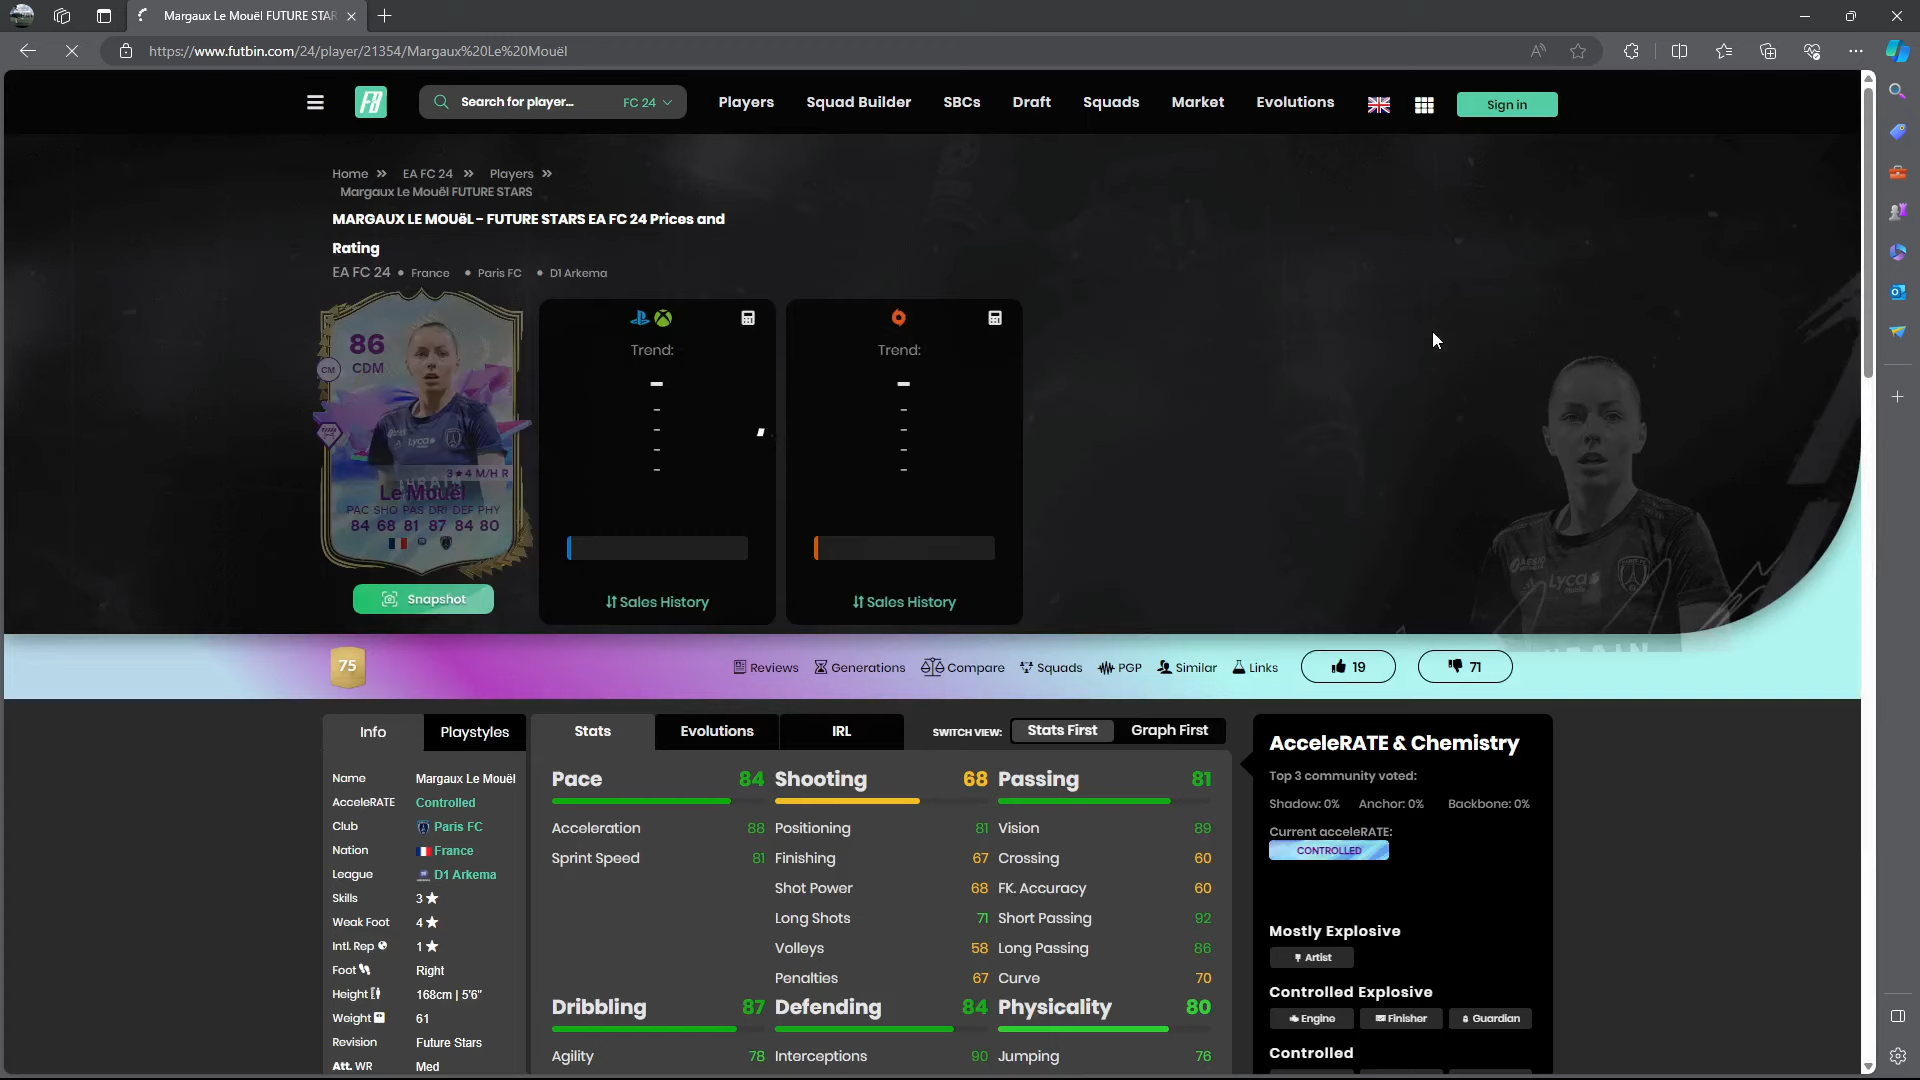 Margaux Le Mouël FUTURE STAR
https://www.futbin.com/24/player/21354/Margaux%20Le%20Mouël
Search for player... FC 24
Players Squad Builder SBCs Draft Squads Market Evolutions Sign in
Home » EA FC 24 » Players »
Margaux Le Mouël FUTURE STARS
MARGAUX LE MOUëL - FUTURE STARS EA FC 24 Prices and
Rating
EA FC 24 • France • Paris FC • D1 Arkema
86
CDM
CM
3★4 M/H R
Le Mouël
PAC SHO PAS DRI DEF PHY
84 68 81 87 84 80
Snapshot
Trend:
-
-
-
-
-
Sales History
Trend:
-
-
-
-
-
Sales History
75
Reviews Generations Compare Squads PGP Similar Links 19 71
Info Playstyles
Name Margaux Le Mouël
AcceleRATE Controlled
Club Paris FC
Nation France
League D1 Arkema
Skills 3★
Weak Foot 4★
Intl. Rep 1★
Foot Right
Height 168cm | 5'6"
Weight 61
Revision Future Stars
Att. WR Med
Stats Evolutions IRL SWITCH VIEW: Stats First Graph First
Pace 84 Shooting 68 Passing 81
Acceleration 88 Positioning 81 Vision 89
Sprint Speed 81 Finishing 67 Crossing 60
Shot Power 68 FK. Accuracy 60
Long Shots 71 Short Passing 92
Volleys 58 Long Passing 86
Penalties 67 Curve 70
Dribbling 87 Defending 84 Physicality 80
Agility 78 Interceptions 90 Jumping 76
AcceleRATE & Chemistry
Top 3 community voted:
Shadow: 0% Anchor: 0% Backbone: 0%
Current acceleRATE:
CONTROLLED
Mostly Explosive
Artist
Controlled Explosive
Engine Finisher Guardian
Controlled